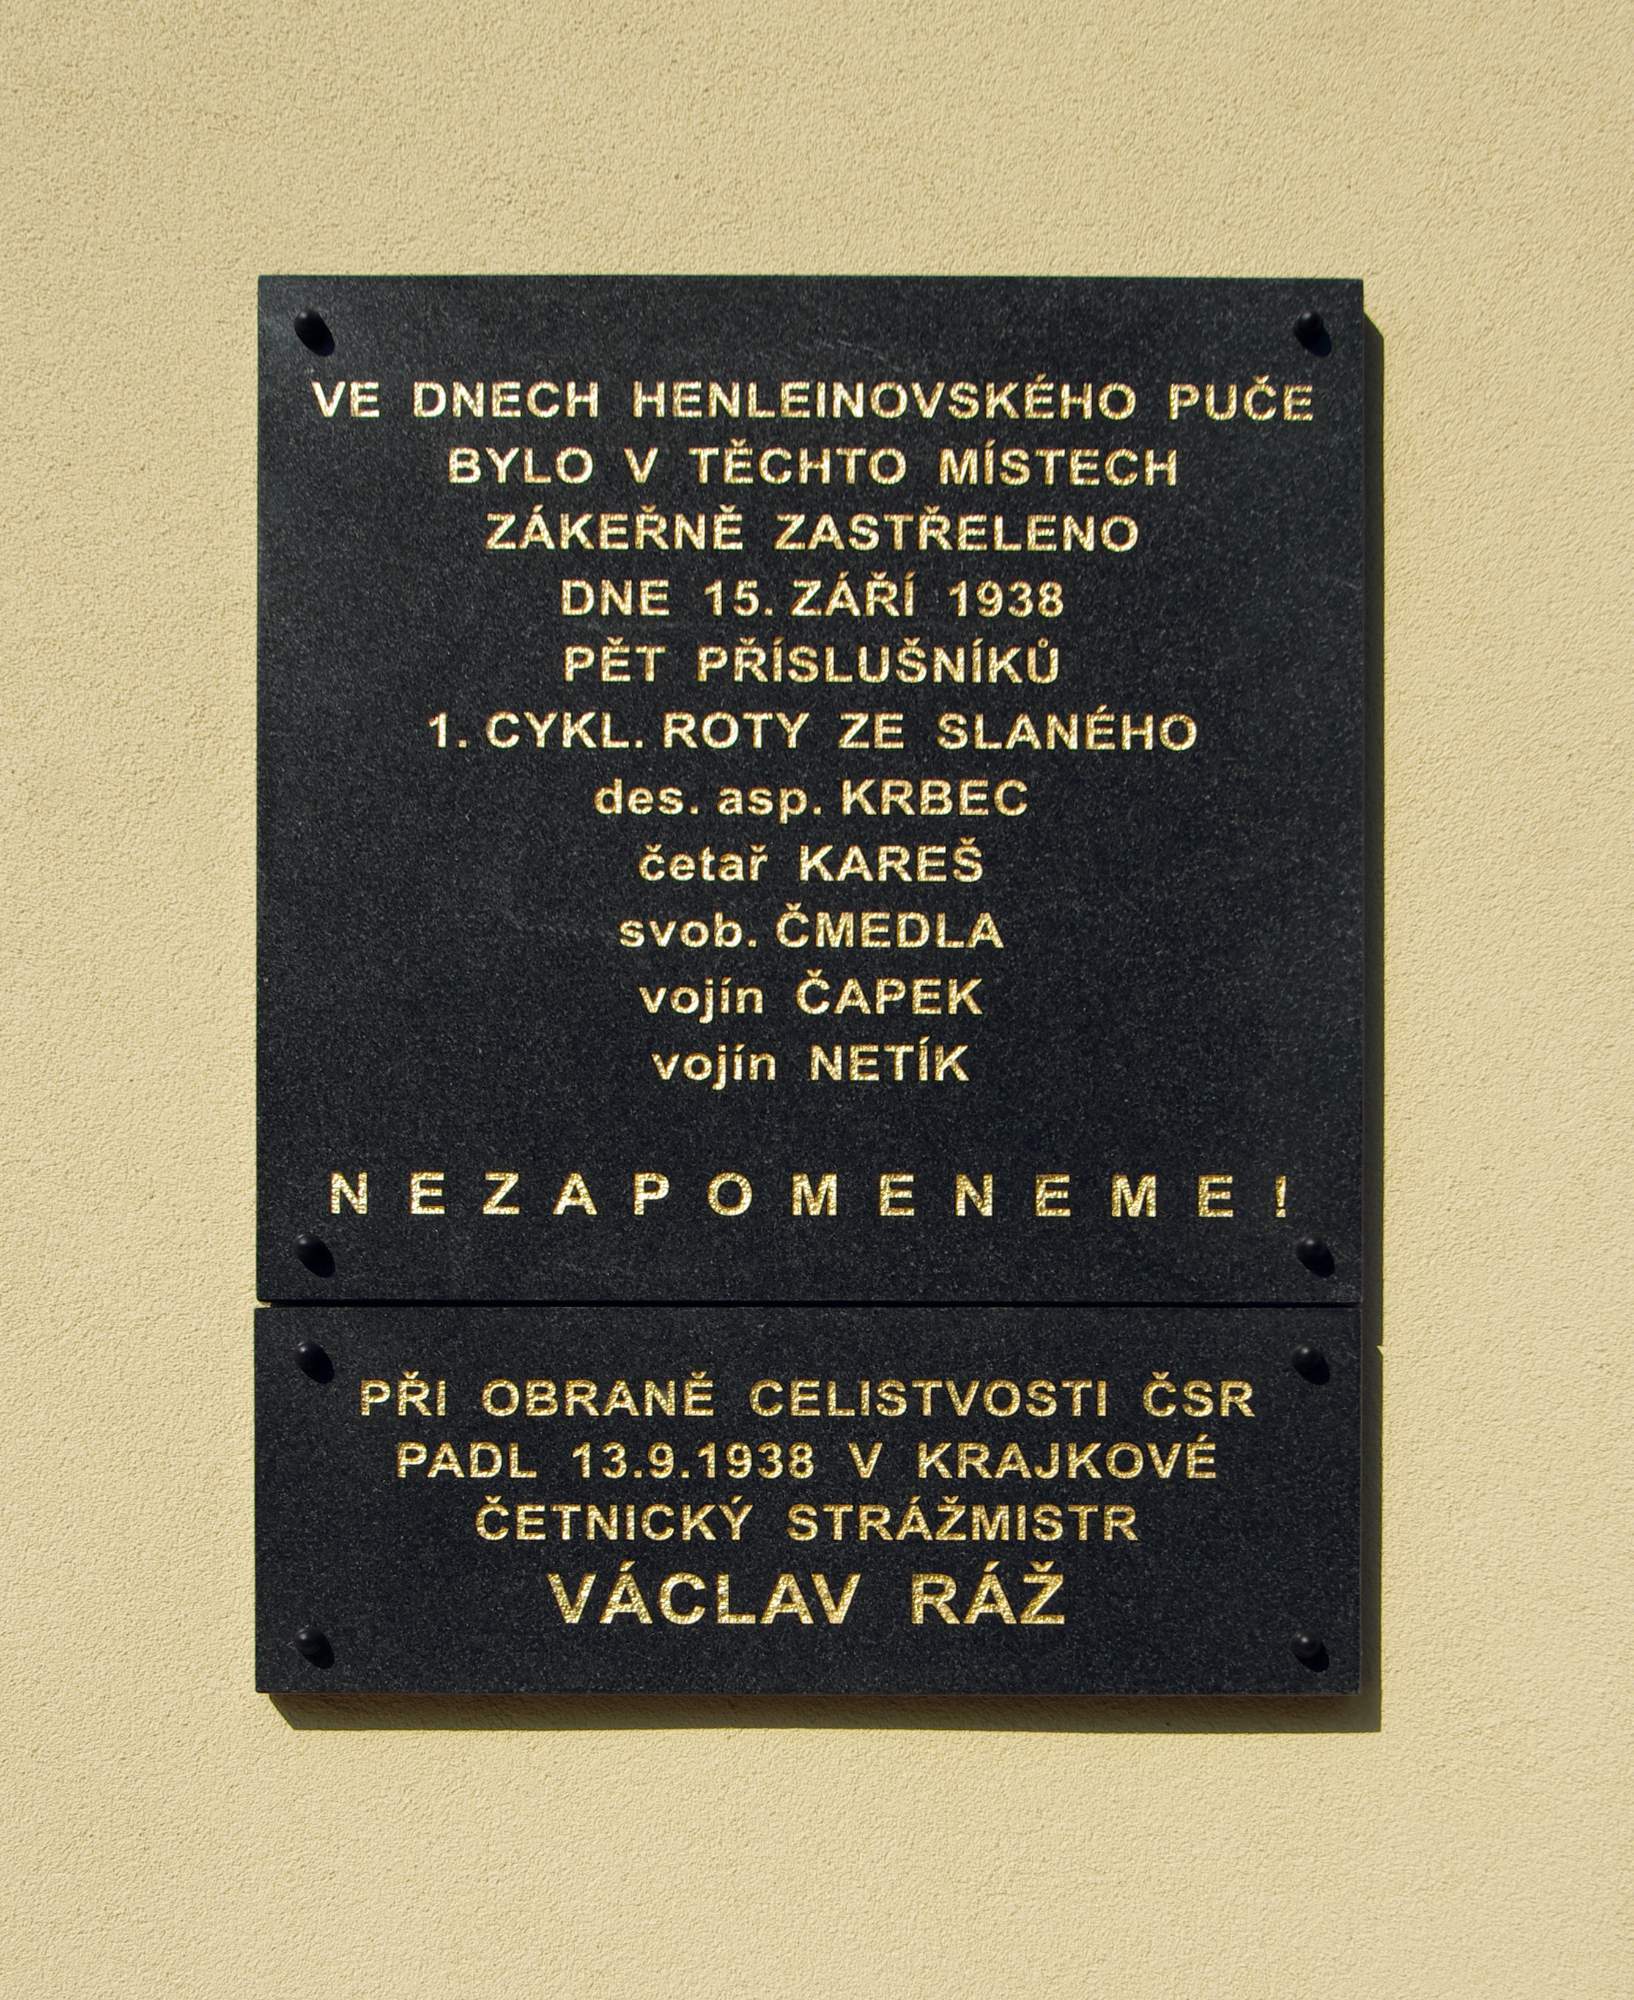 VE DNECH HENLEINOVSKÉHO PUČE
BYLO V TĚCHTO MÍSTECH
ZÁKEŘNĚ ZASTŘELENO
DNE 15. ZÁŘÍ 1938
PĚT PŘÍSLUŠNÍKŮ
1. CYKL. ROTY ZE SLANÉHO
des. asp. KRBEC
četař KAREŠ
svob. ČMEDLA
vojín ČAPEK
vojín NETÍK
NEZAPOMENEME!
PŘI OBRANĚ CELISTVOSTI ČSR
PADL 13.9.1938 V KRAJKOVÉ
ČETNICKÝ STRÁŽMISTR
VÁCLAV RÁŽ